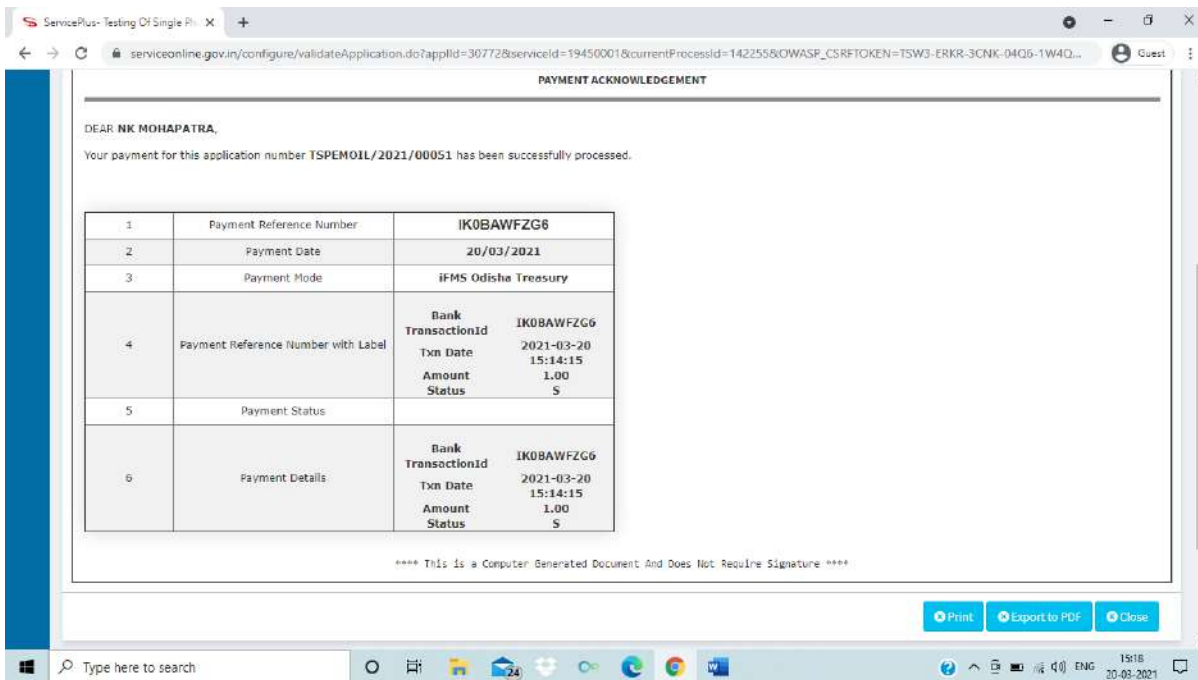 ServicePlus- Testing Of Single Ph
serviceonline.gov.in/configure/validateApplication.do?applId=30772&serviceId=19450001&currentProcessId=142255&OWASP_CSRFTOKEN=TSW3-ERKR-3CNK-04Q6-1W4Q...
Guest
PAYMENT ACKNOWLEDGEMENT
DEAR NK MOHAPATRA,
Your payment for this application number TSPEMOIL/2021/00051 has been successfully processed.
1 Payment Reference Number IK0BAWFZG6
2 Payment Date 20/03/2021
3 Payment Mode iFMS Odisha Treasury
4 Payment Reference Number with Label
Bank TransactionId IK0BAWFZG6
Txn Date 2021-03-20 15:14:15
Amount 1.00
Status S
5 Payment Status
6 Payment Details
Bank TransactionId IK0BAWFZG6
Txn Date 2021-03-20 15:14:15
Amount 1.00
Status S
**** This is a Computer Generated Document And Does Not Require Signature ****
Print Export to PDF Close
Type here to search
24
ENG
15:18
20-03-2021